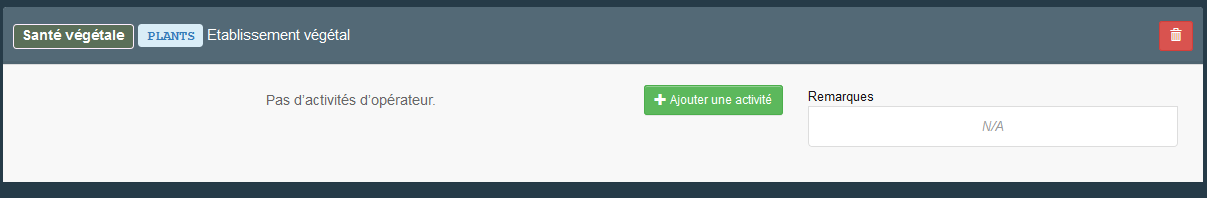 Santé végétale PLANTS Etablissement végétal
Pas d'activités d'opérateur.
Ajouter une activité
Remarques
N/A